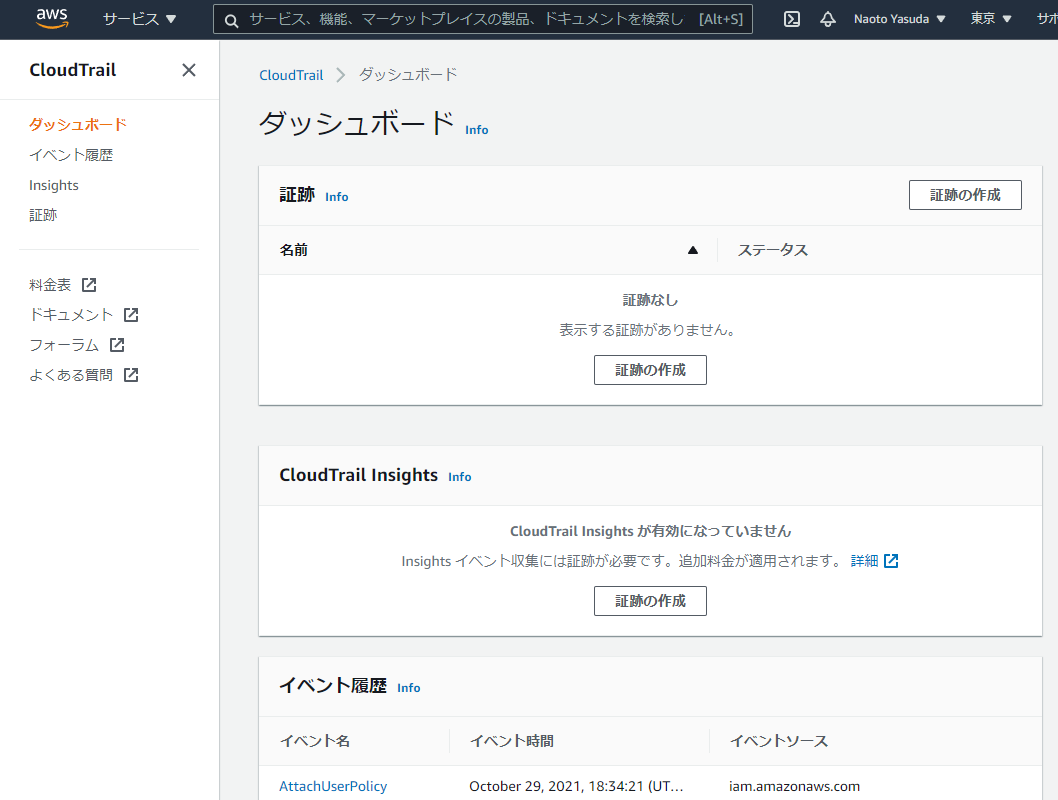 aws サービス ▼ サービス、機能、マーケットプレイスの製品、ドキュメントを検索し [Alt+S] Naoto Yasuda ▼ 東京 ▼ サポ
CloudTrail
ダッシュボード
イベント履歴
Insights
証跡
料金表
ドキュメント
フォーラム
よくある質問
CloudTrail > ダッシュボード
ダッシュボード Info
証跡 Info 証跡の作成
名前 ▲ ステータス
証跡なし
表示する証跡がありません。
証跡の作成
CloudTrail Insights Info
CloudTrail Insights が有効になっていません
Insights イベント収集には証跡が必要です。追加料金が適用されます。 詳細
証跡の作成
イベント履歴 Info
イベント名 イベント時間 イベントソース
AttachUserPolicy October 29, 2021, 18:34:21 (UT... iam.amazonaws.com